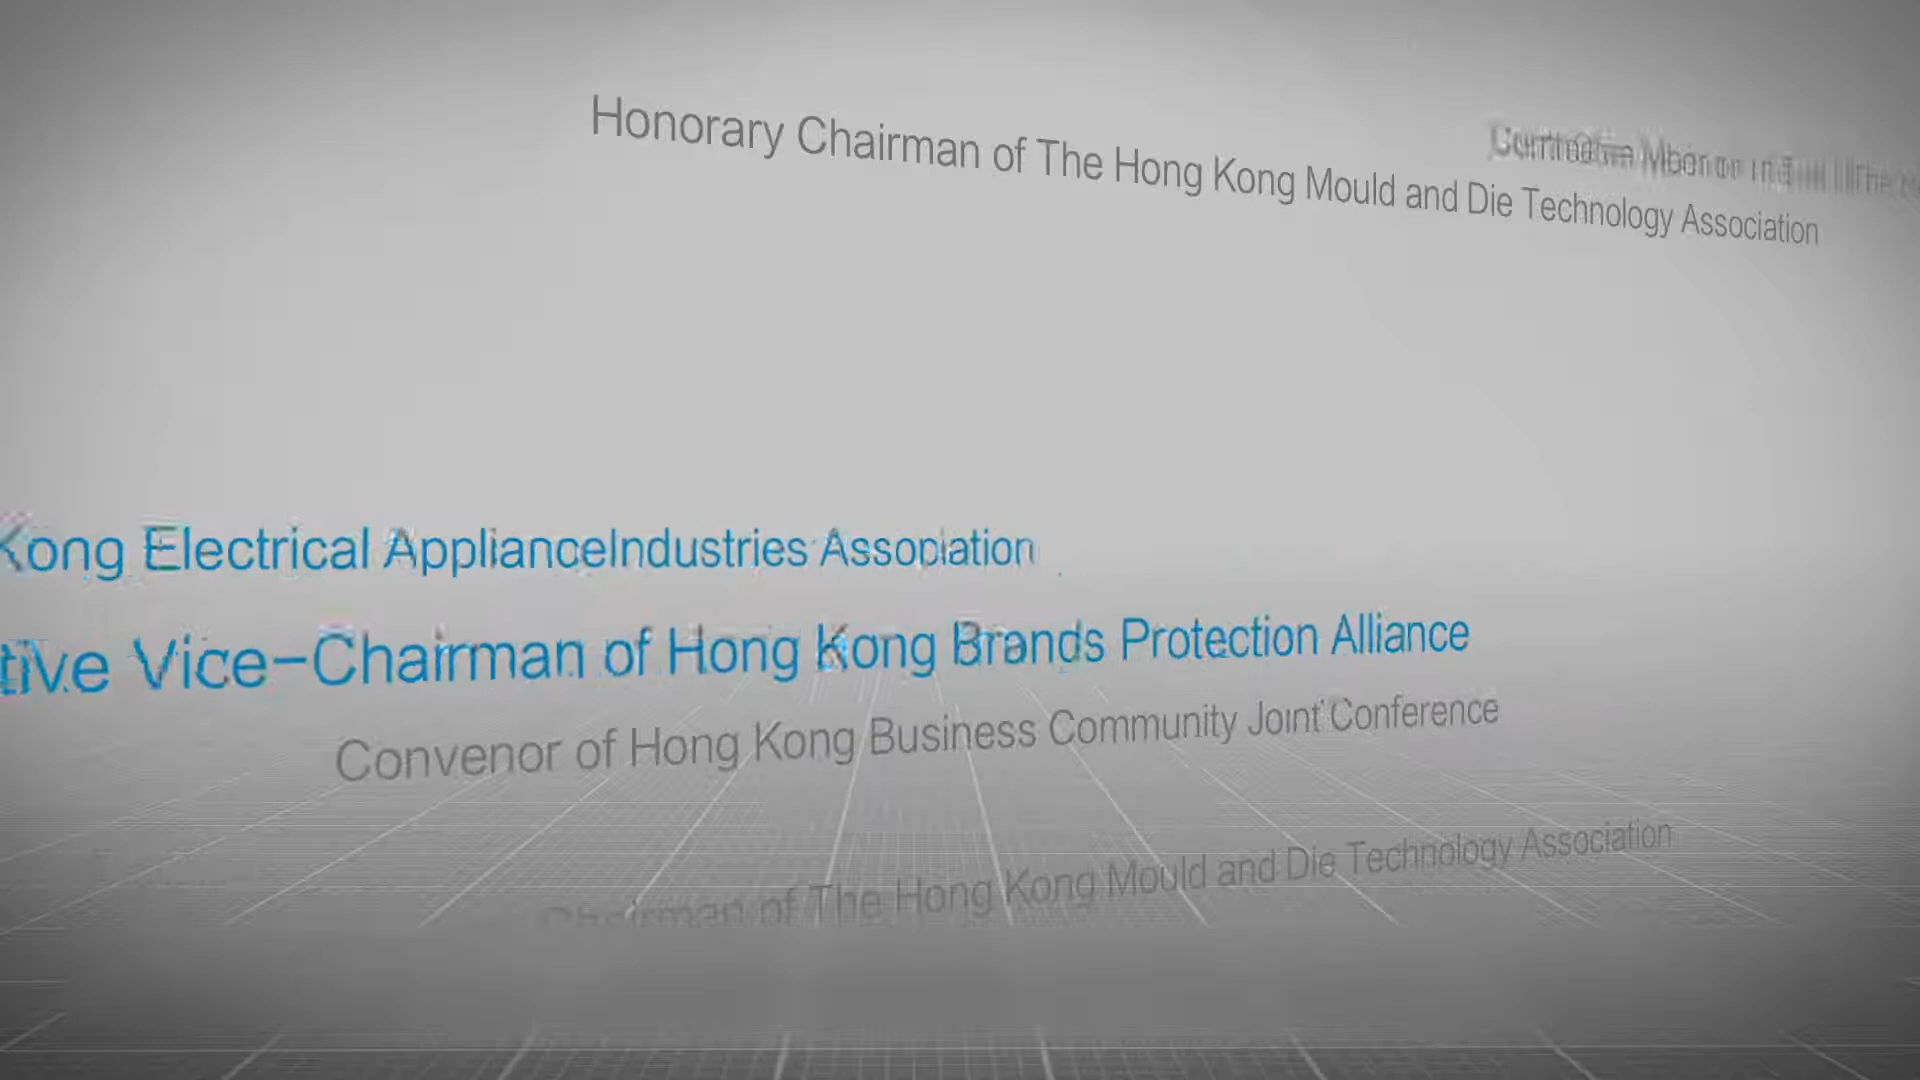 Honorary Chairman of The Hong Kong Mould and Die Technology Association
Kong Electrical ApplianceIndustries Association
tive Vice-Chairman of Hong Kong Brands Protection Alliance
Convenor of Hong Kong Business Community Joint Conference
Chairman of The Hong Kong Mould and Die Technology Association